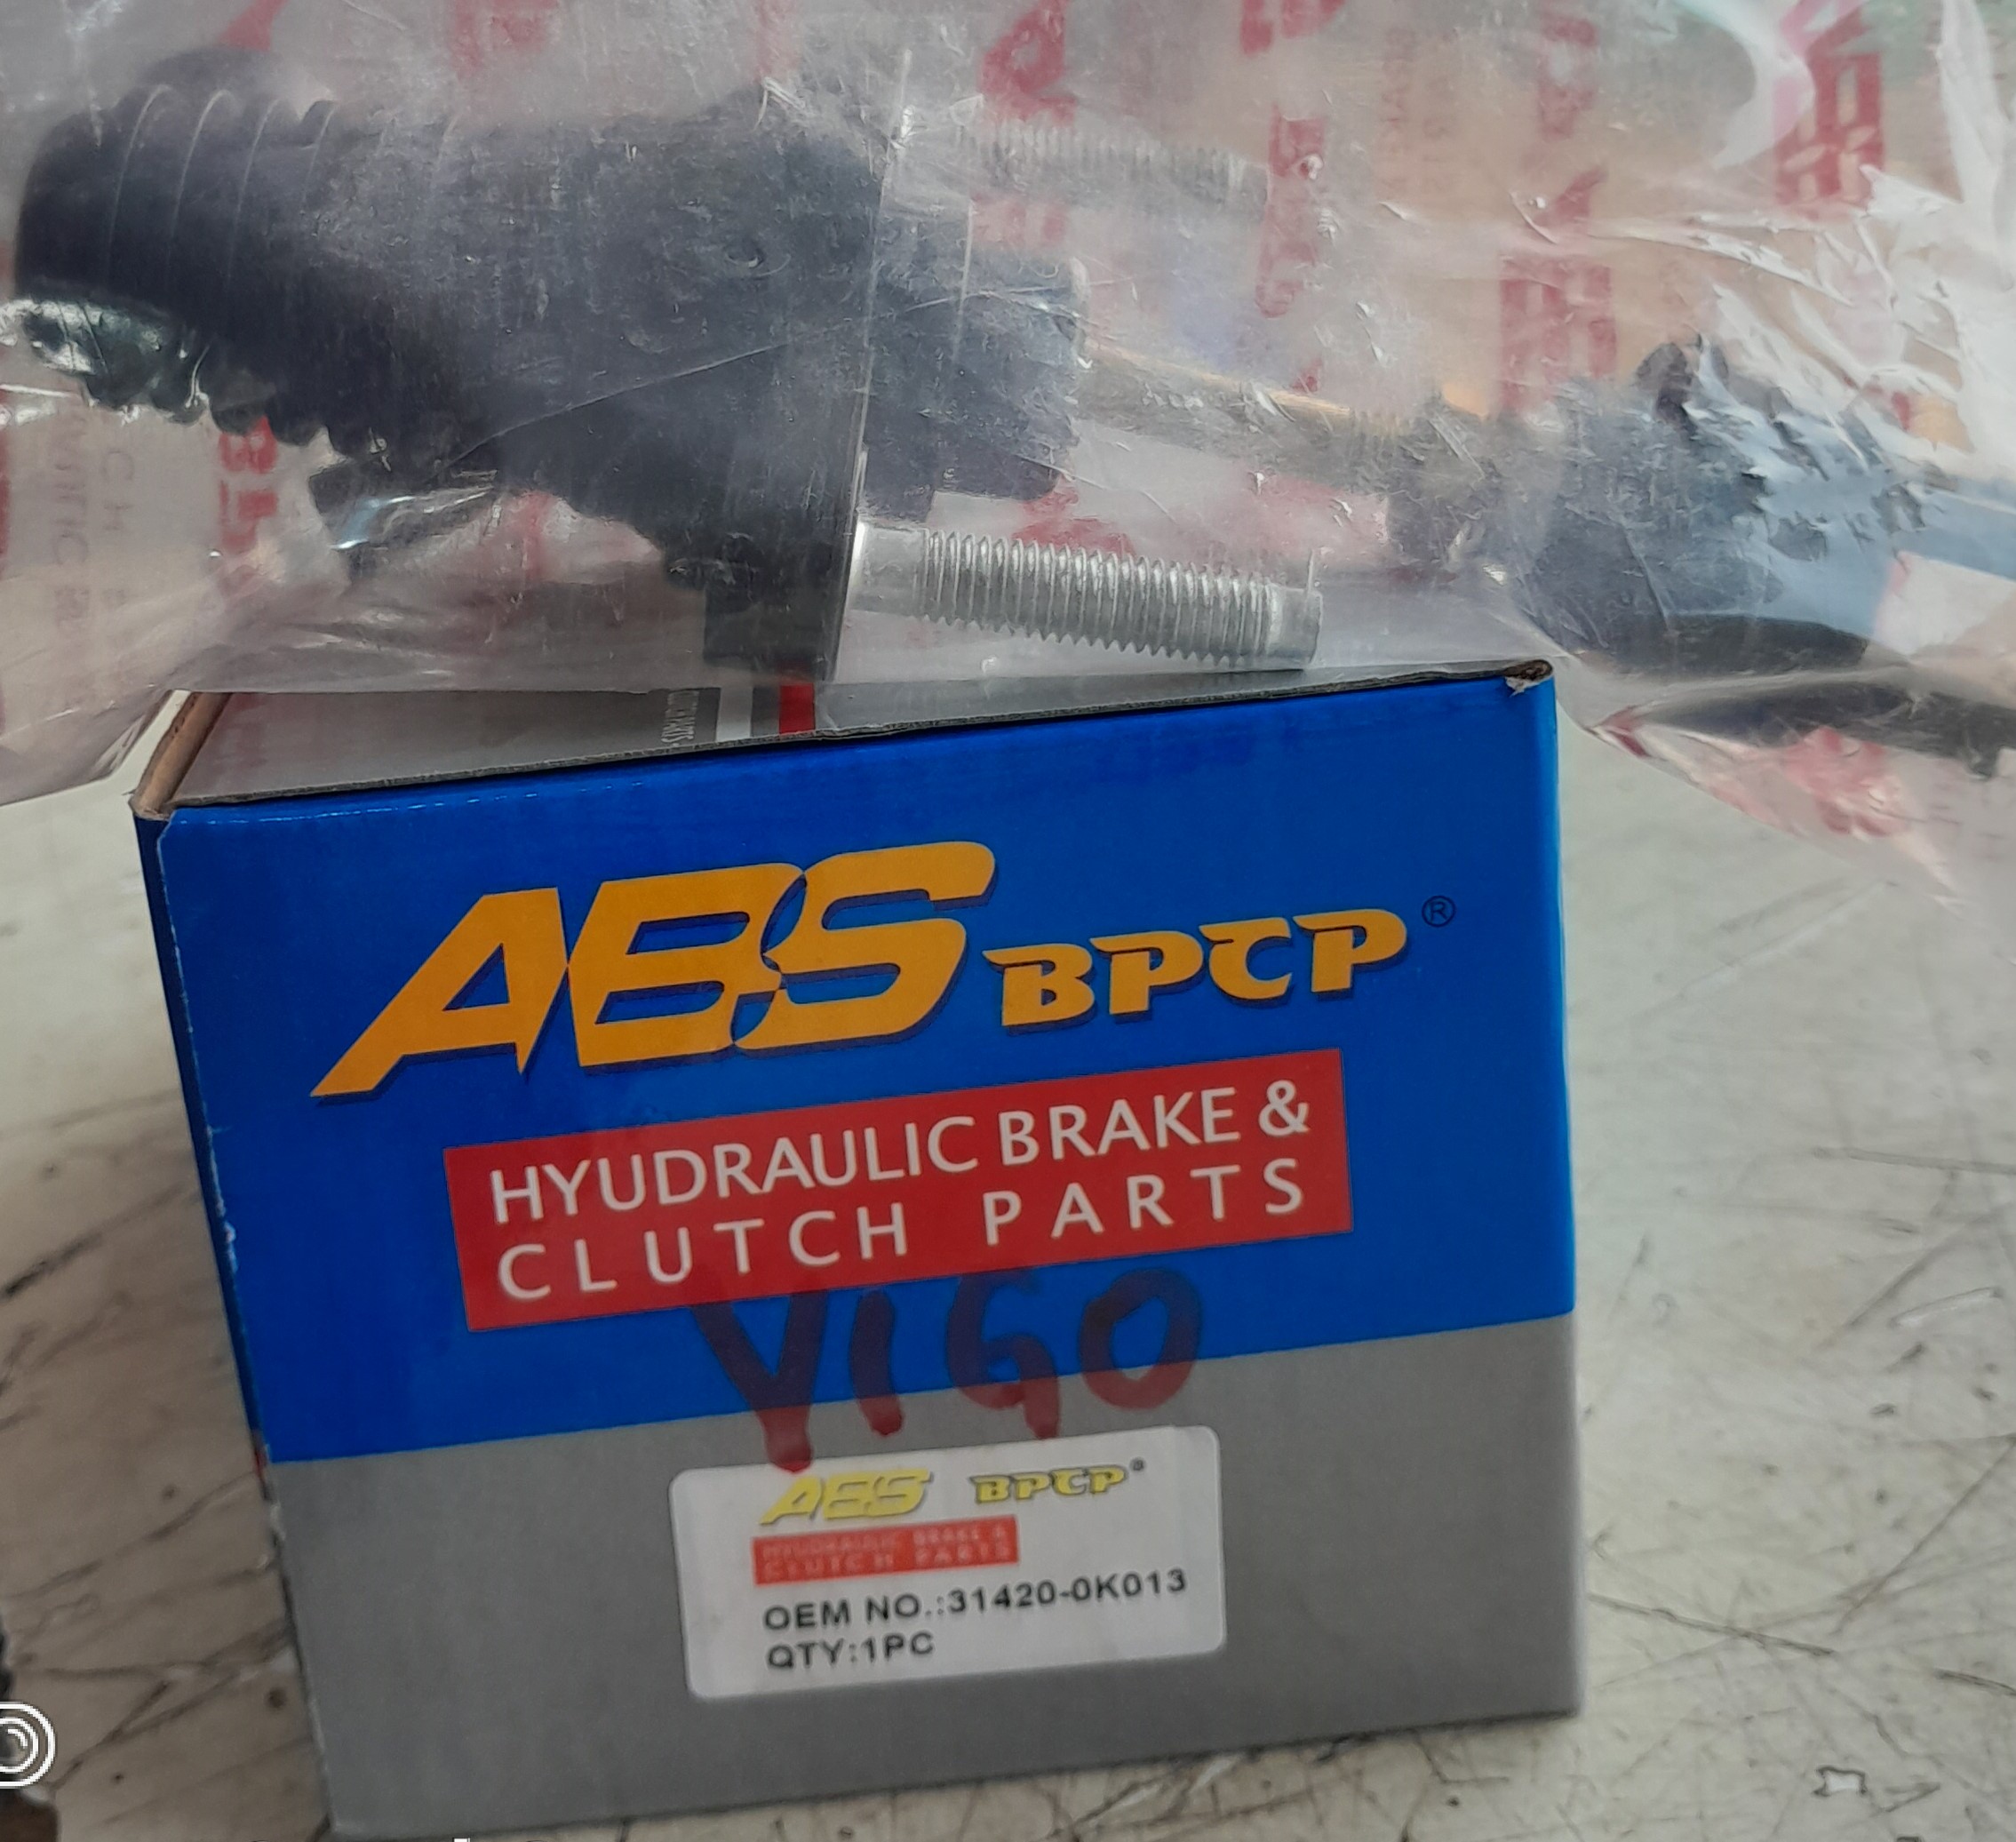 ABS BPCP®
HYUDRAULIC BRAKE &
CLUTCH PARTS
VIGO
ABS BPCP®
HYUDRAULIC BRAKE &
CLUTCH PARTS
OEM NO.:31420-0K013
QTY:1PC